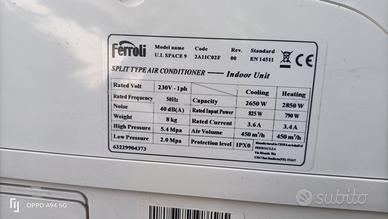 Ferroli
Model name Code Rev. Standard
U.I. SPACE 9 2A11C02F 00 EN 14511
CE
SPLIT TYPE AIR CONDITIONER Indoor Unit
Rated Volt 230V - 1ph Cooling Heating
Rated Frequency 50Hz Capacity 2650 W 2850 W
Noise 40 dB(A) Rated Input 825 W 790 W
Weight 8 kg Rated Current 3.6 A 3.4 A
High Pressure 5.4 Mpa Air Volume 450 m³/h 450 m³/h
Low Pressure 2.0 Mpa Protection level IPX0
63229904373
OPPO A94 5G
subito